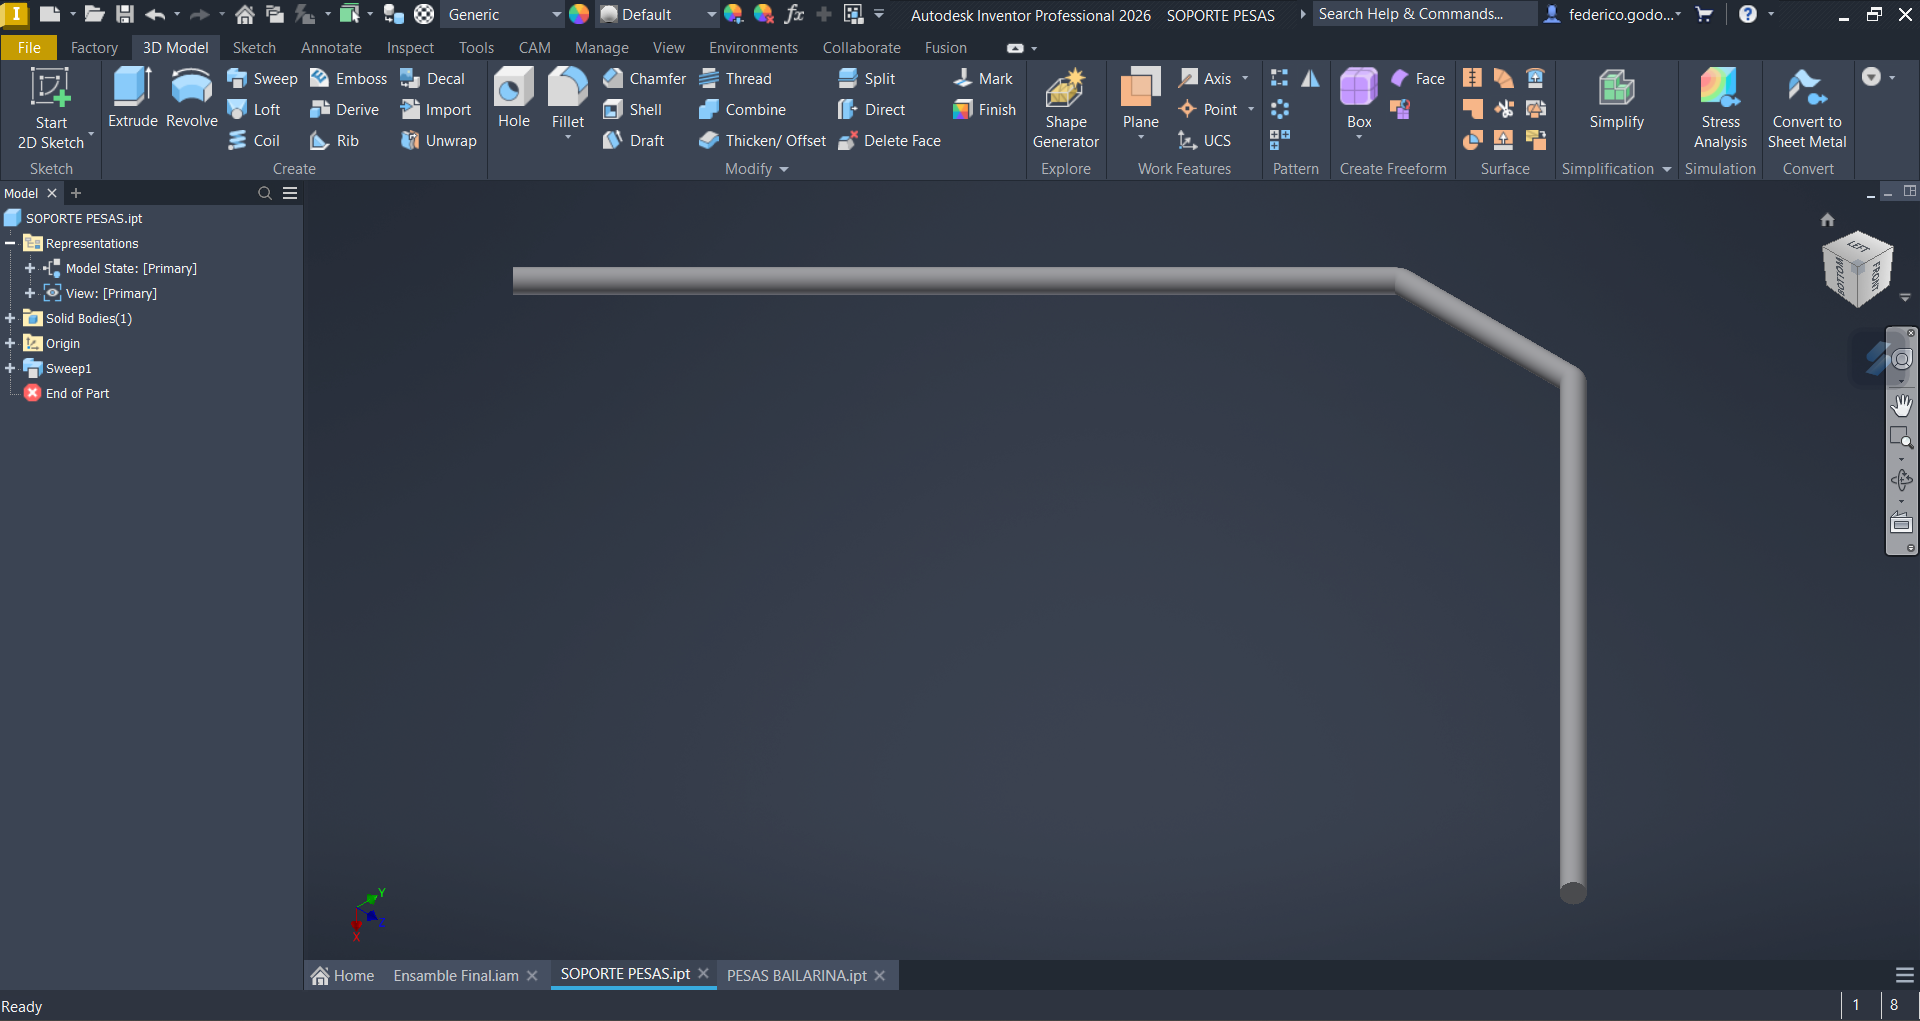 I Generic Default fx Autodesk Inventor Professional 2026 SOPORTE PESAS Search Help & Commands... federico.godo... ?
File Factory 3D Model Sketch Annotate Inspect Tools CAM Manage View Environments Collaborate Fusion
Start
2D Sketch
Sketch
Extrude
Revolve
Sweep
Loft
Coil
Emboss
Derive
Rib
Decal
Import
Unwrap
Create
Hole
Fillet
Chamfer
Shell
Draft
Thread
Combine
Thicken/ Offset
Split
Direct
Delete Face
Mark
Finish
Modify
Shape
Generator
Explore
Plane
Axis
Point
UCS
Work Features
Pattern
Box
Face
Create Freeform
Surface
Simplify
Simplification
Stress
Analysis
Simulation
Convert to
Sheet Metal
Convert
Model
SOPORTE PESAS.ipt
Representations
Model State: [Primary]
View: [Primary]
Solid Bodies(1)
Origin
Sweep1
End of Part
LEFT
BOTTOM
FRONT
Y
Z
X
Home
Ensamble Final.iam
SOPORTE PESAS.ipt
PESAS BAILARINA.ipt
Ready
1
8